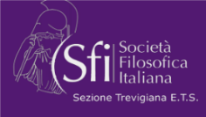 Sfi
Società
Filosofica
Italiana
Sezione Trevigiana E.T.S.